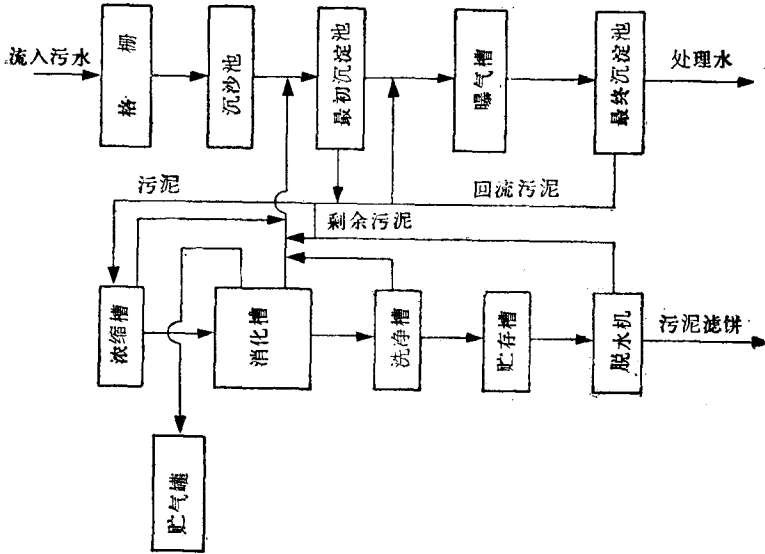 流入污水
格栅
沉沙池
最初沉淀池
曝气槽
最终沉淀池
处理水
污泥
回流污泥
剩余污泥
浓缩槽
消化槽
洗净槽
贮存槽
脱水机
污泥滤饼
贮气罐